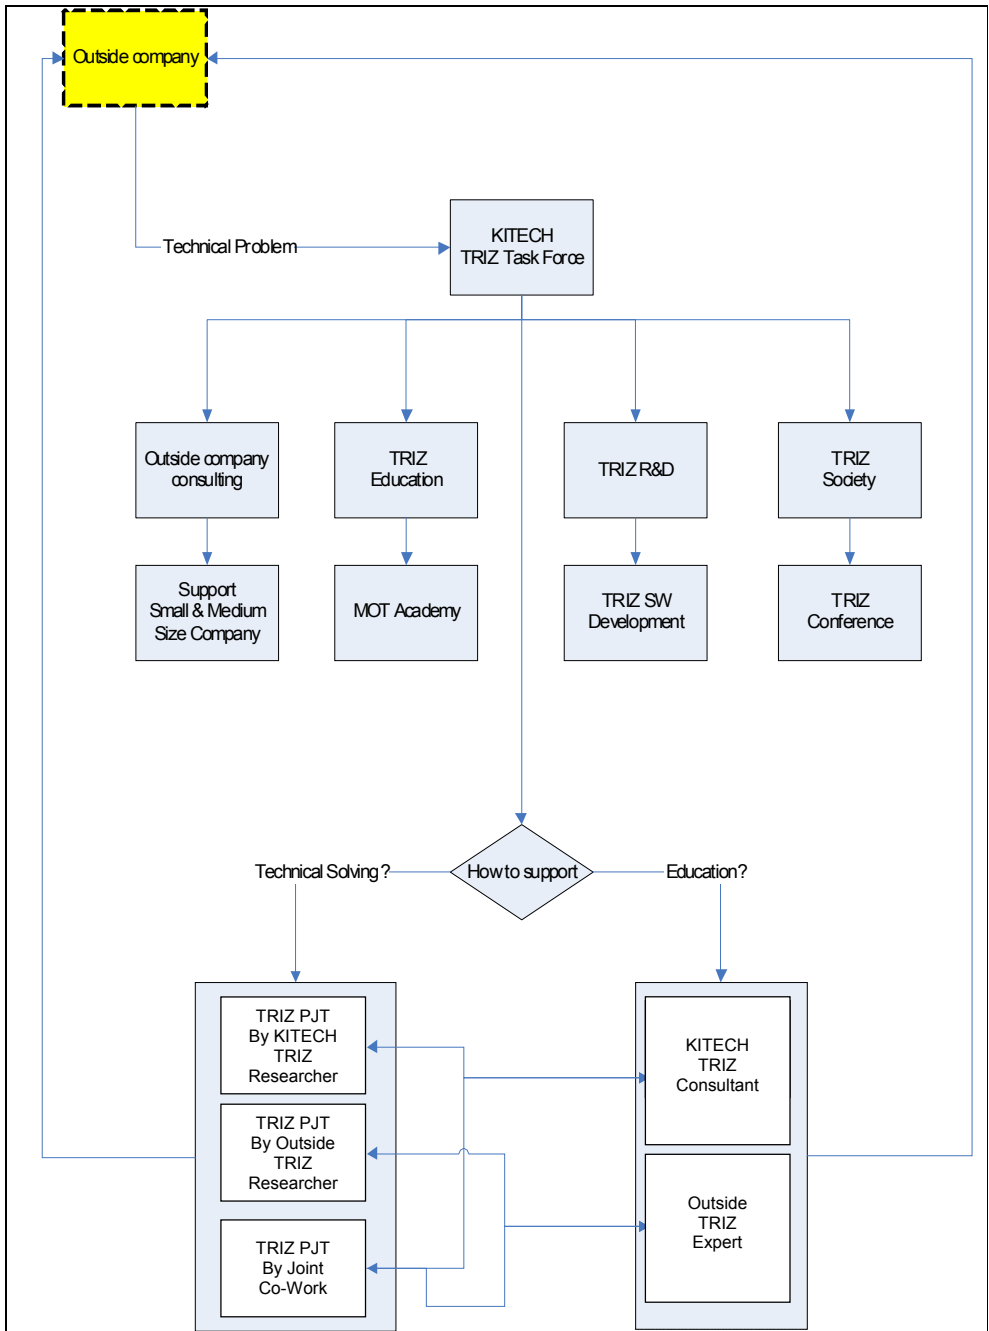 Outside company
Technical Problem
KITECH
TRIZ Task Force
Outside company
consulting
TRIZ
Education
TRIZ R&D
TRIZ
Society
Support
Small & Medium
Size Company
MOT Academy
TRIZ SW
Development
TRIZ
Conference
Technical Solving?
How to support
Education?
TRIZ PJT
By KITECH
TRIZ
Researcher
KITECH
TRIZ
Consultant
TRIZ PJT
By Outside
TRIZ
Researcher
Outside
TRIZ
Expert
TRIZ PJT
By Joint
Co-Work